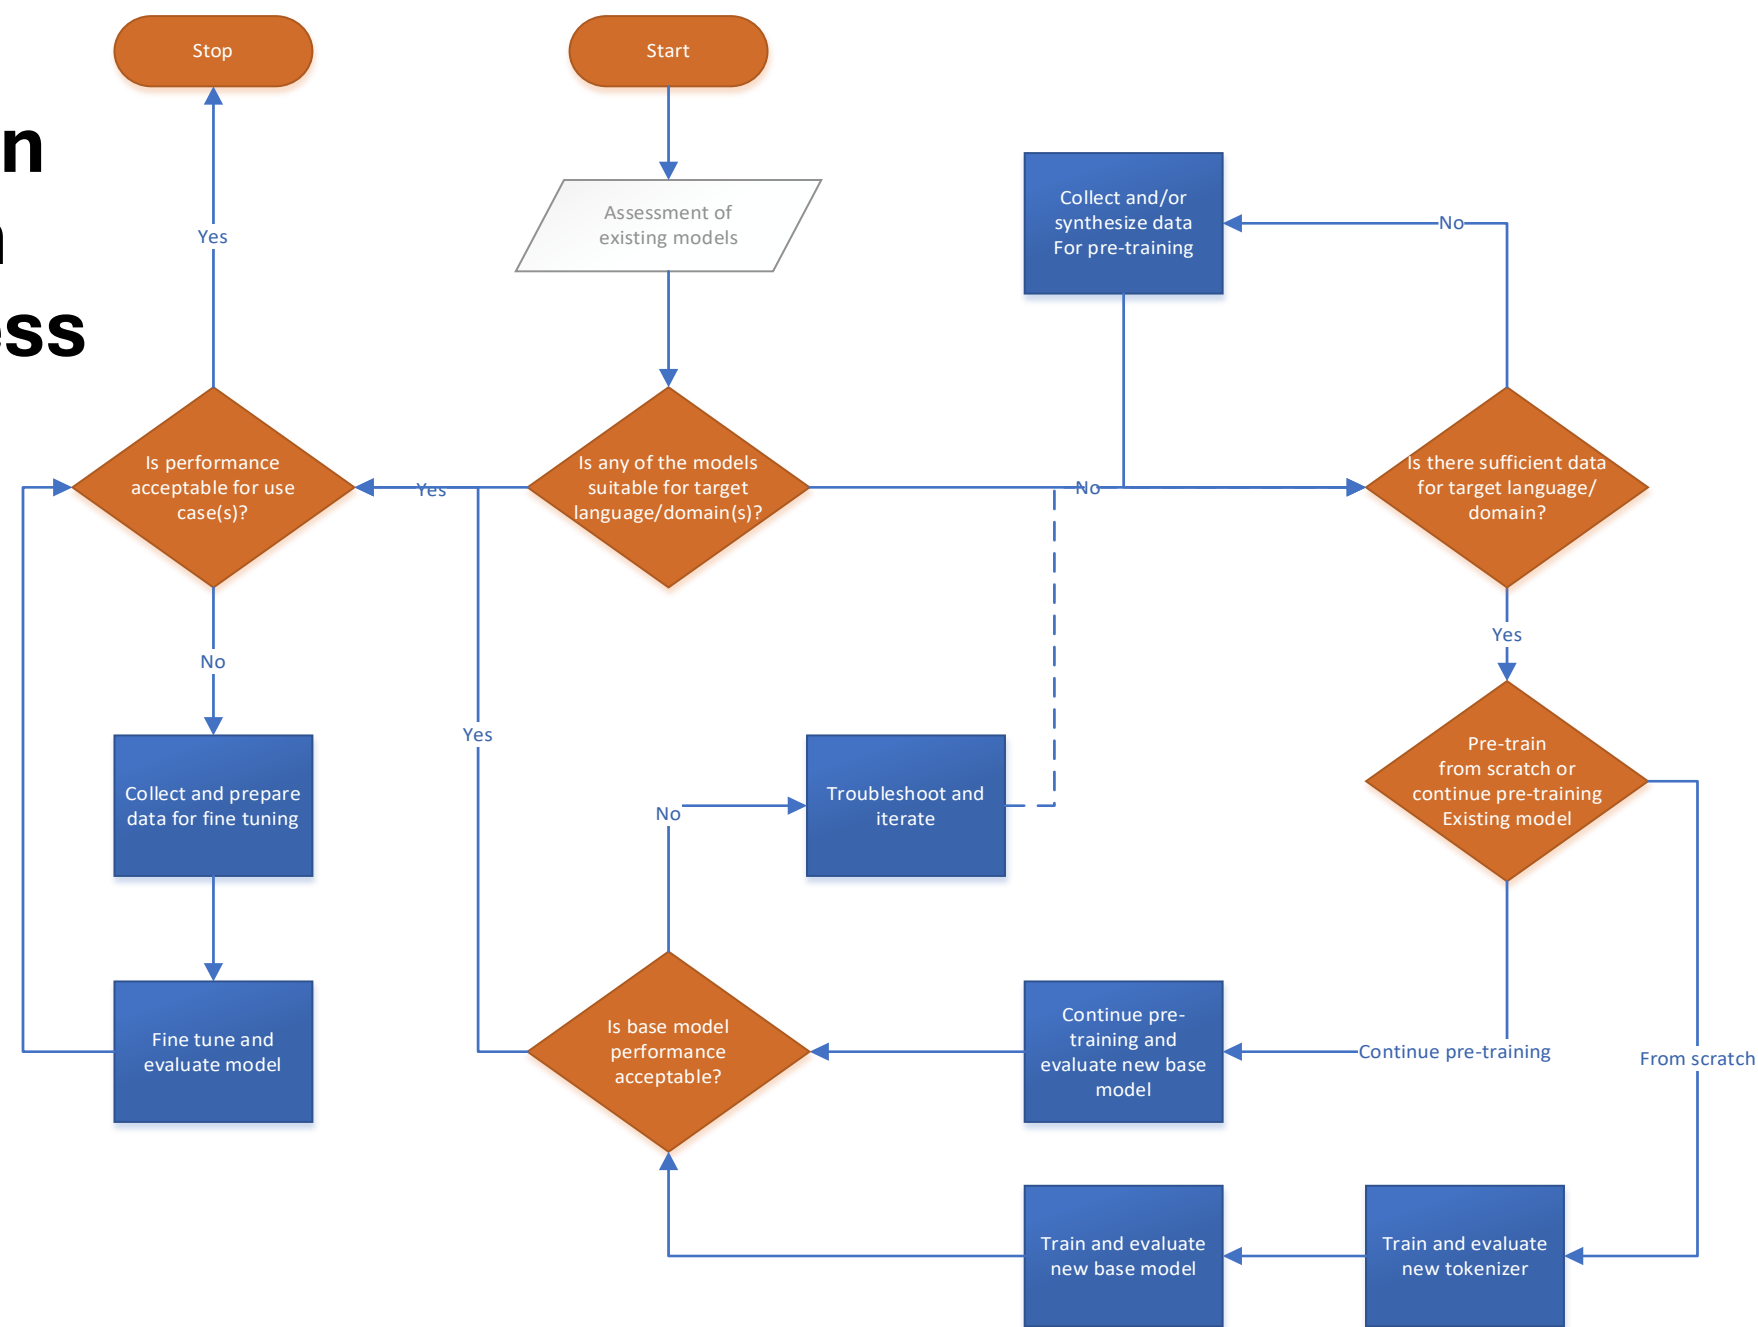 Stop
Start
n
ess
Assessment of
existing models
Collect and/or
synthesize data
For pre-training
No
Yes
Is performance
acceptable for use
case(s)?
Yes
Is any of the models
suitable for target
language/domain(s)?
No
Is there sufficient data
for target language/
domain?
No
Yes
Yes
Collect and prepare
data for fine tuning
No
Troubleshoot and
iterate
Pre-train
from scratch or
continue pre-training
Existing model
Fine tune and
evaluate model
Is base model
performance
acceptable?
Continue pre-
training and
evaluate new base
model
Continue pre-training
From scratch
Train and evaluate
new base model
Train and evaluate
new tokenizer